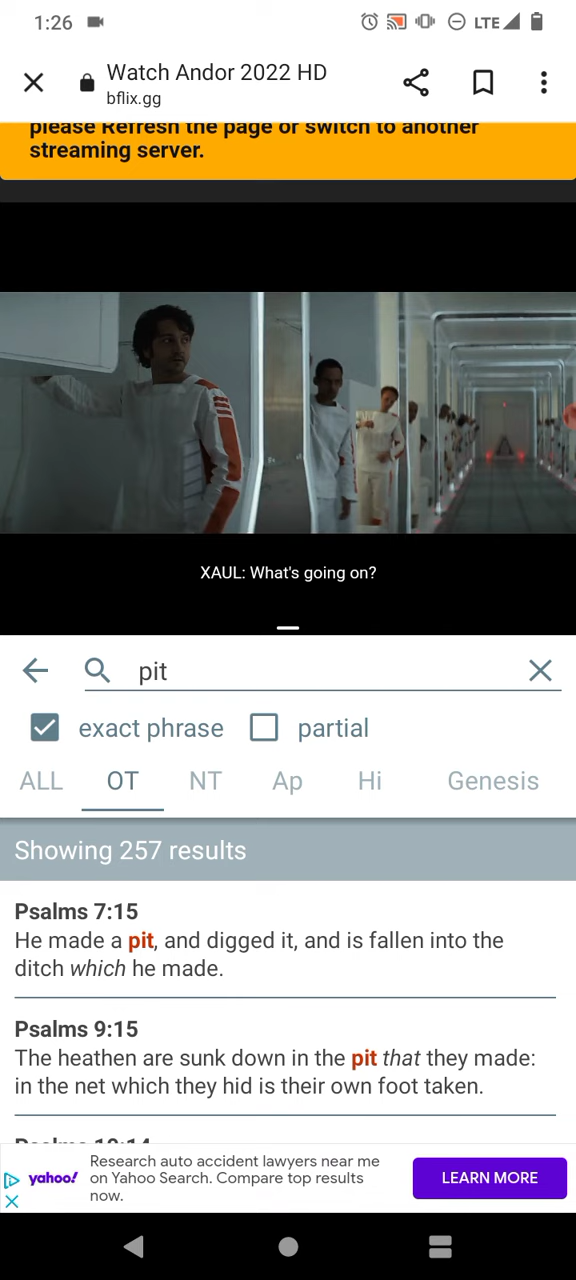 1:26
LTE
Watch Andor 2022 HD
bflix.gg
please Refresh the page or switch to another
streaming server.
XAUL: What's going on?
pit
exact phrase partial
ALL OT NT Ap Hi Genesis
Showing 257 results
Psalms 7:15
He made a pit, and digged it, and is fallen into the
ditch which he made.
Psalms 9:15
The heathen are sunk down in the pit that they made:
in the net which they hid is their own foot taken.
yahoo!
Research auto accident lawyers near me
on Yahoo Search. Compare top results
now.
LEARN MORE